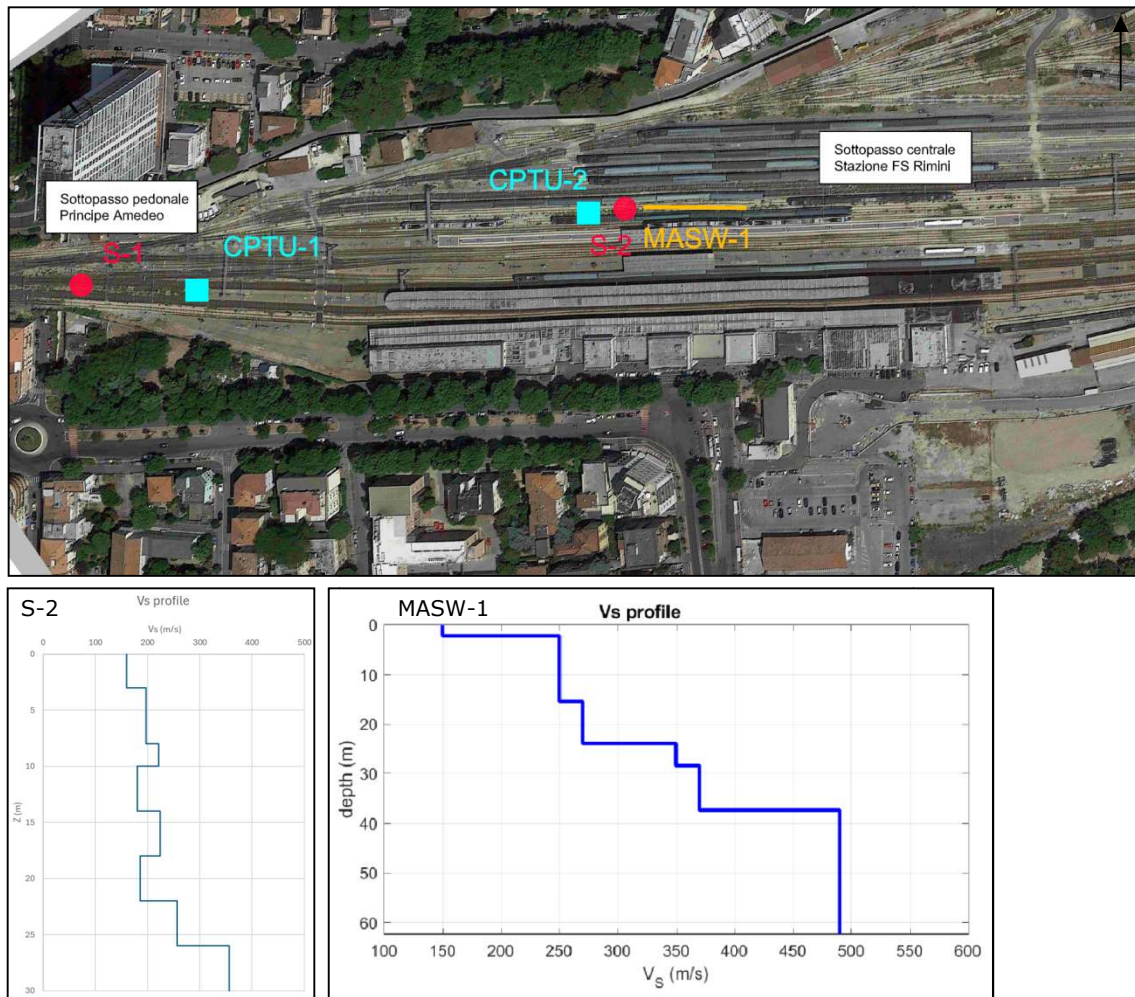 Sottopasso centrale
Stazione FS Rimini
CPTU-2
Sottopasso pedonale
Principe Amedeo
S-1
CPTU-1
S-2
MASW-1
S-2
Vs profile
Vs (m/s)
0 100 200 300 400 500
0
5
10
15
20
25
30
Z (m)
MASW-1
Vs profile
0
10
20
30
40
50
60
depth (m)
100 150 200 250 300 350 400 450 500 550 600
V_S (m/s)